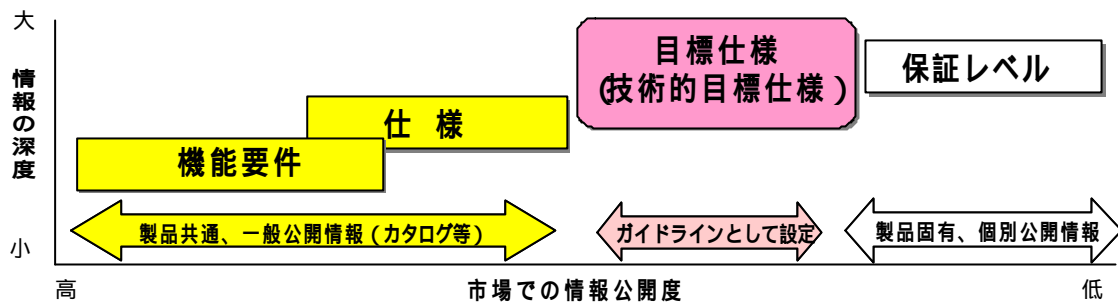 大
情報の深度
小
目標仕様
(技術的目標仕様）
保証レベル
仕 様
機能要件
製品共通、一般公開情報（カタログ等）
ガイドラインとして設定
製品固有、個別公開情報
高
市場での情報公開度
低